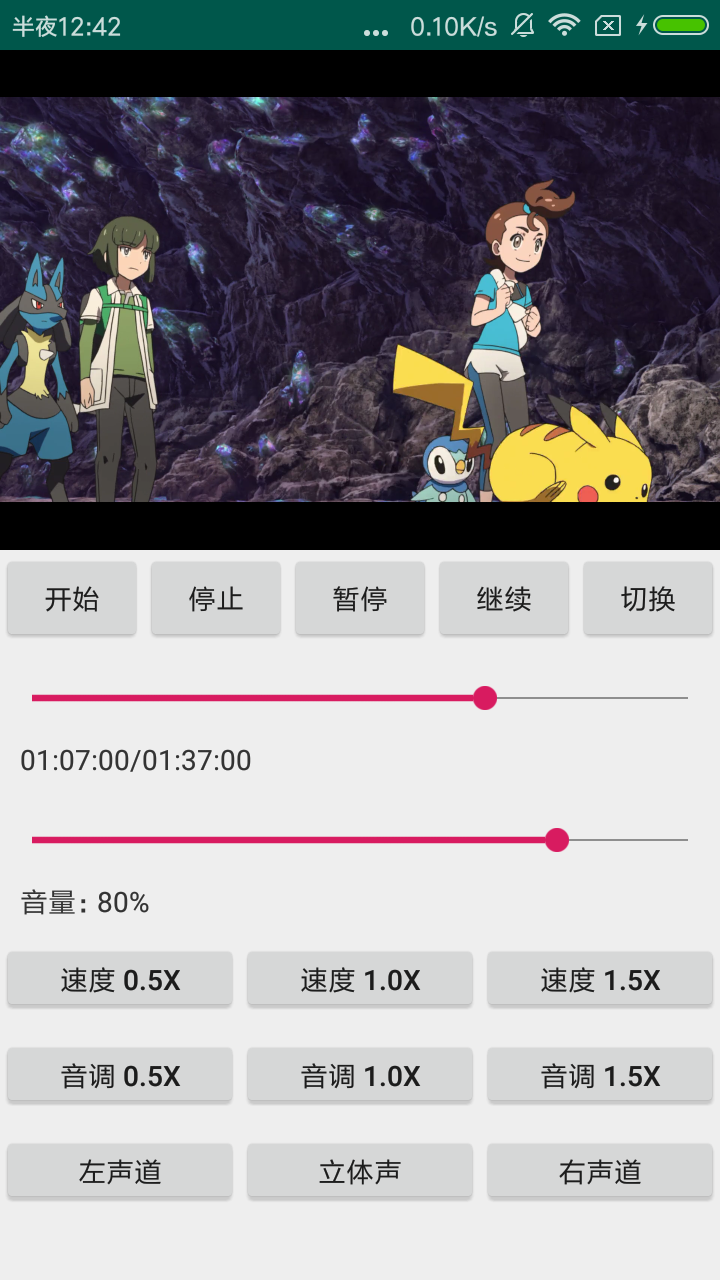 半夜12:42 ... 0.10K/s
开始 停止 暂停 继续 切换
01:07:00/01:37:00
音量: 80%
速度 0.5X 速度 1.0X 速度 1.5X
音调 0.5X 音调 1.0X 音调 1.5X
左声道 立体声 右声道